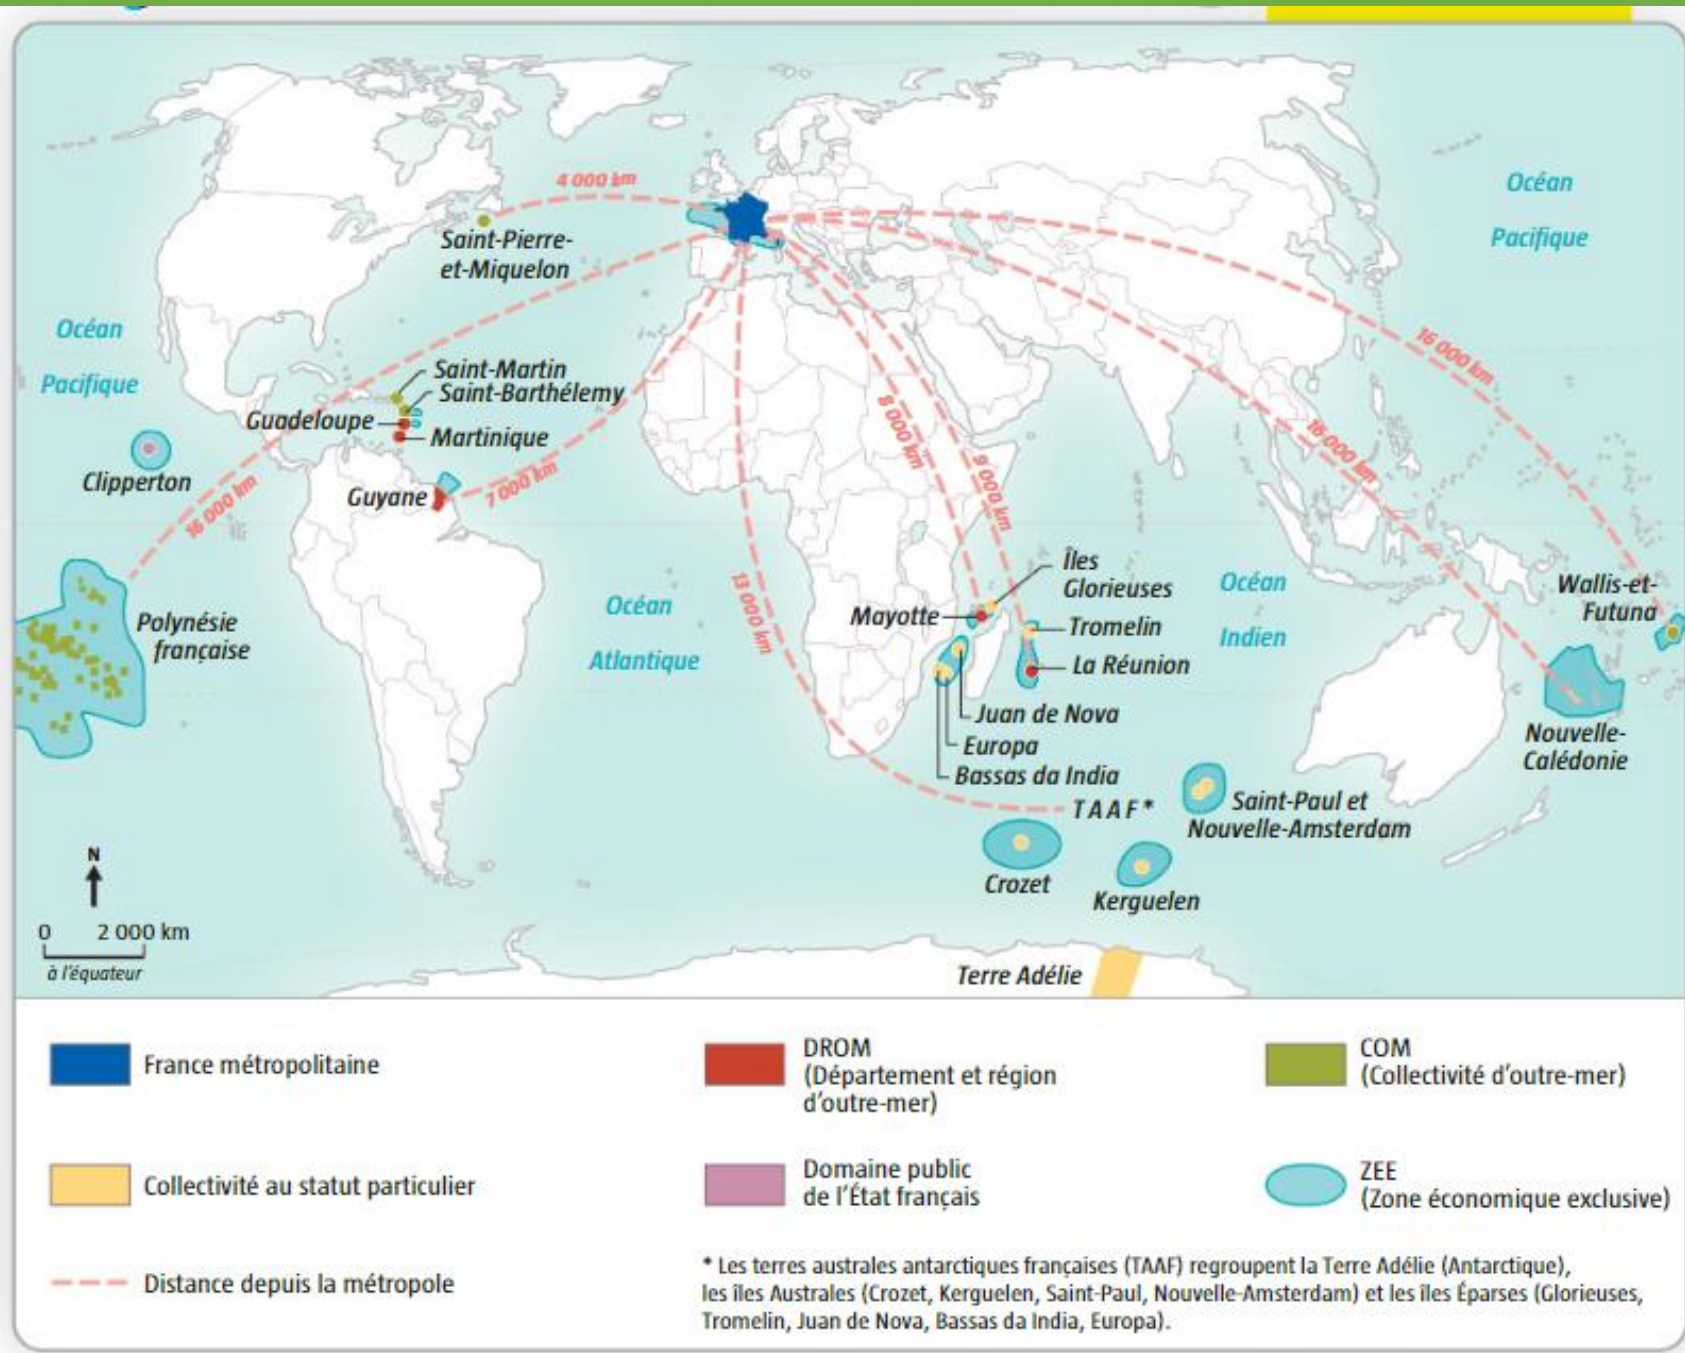 4 000 km
Saint-Pierre-
et-Miquelon
Océan
Pacifique
Océan
Pacifique
16 000 km
Saint-Martin
Saint-Barthélemy
Guadeloupe
Martinique
Clipperton
Guyane
7 000 km
16 000 km
8 000 km
9 000 km
16 000 km
13 000 km
Polynésie
française
Océan
Atlantique
Îles
Glorieuses
Mayotte
Tromelin
La Réunion
Océan
Indien
Wallis-et-
Futuna
Juan de Nova
Europa
Bassas da India
TAAF*
Nouvelle-
Calédonie
Saint-Paul et
Nouvelle-Amsterdam
Crozet
Kerguelen
N
0 2 000 km
à l'équateur
Terre Adélie
France métropolitaine
DROM
(Département et région
d'outre-mer)
COM
(Collectivité d'outre-mer)
Collectivité au statut particulier
Domaine public
de l'État français
ZEE
(Zone économique exclusive)
Distance depuis la métropole
* Les terres australes antarctiques françaises (TAAF) regroupent la Terre Adélie (Antarctique),
les îles Australes (Crozet, Kerguelen, Saint-Paul, Nouvelle-Amsterdam) et les îles Éparses (Glorieuses,
Tromelin, Juan de Nova, Bassas da India, Europa).